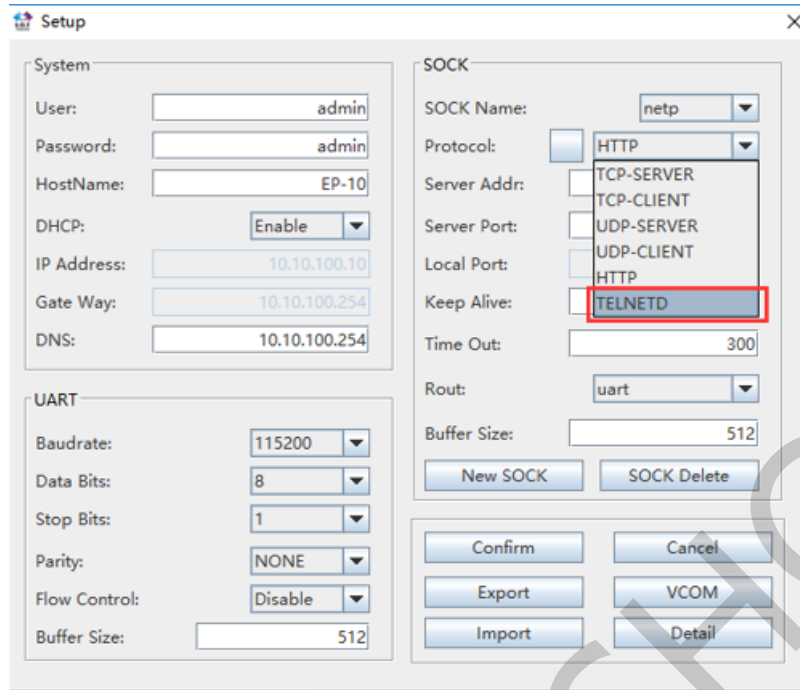 Setup
System
User: admin
Password: admin
HostName: EP-10
DHCP: Enable
IP Address: 10.10.100.10
Gate Way: 10.10.100.254
DNS: 10.10.100.254
UART
Baudrate: 115200
Data Bits: 8
Stop Bits: 1
Parity: NONE
Flow Control: Disable
Buffer Size: 512
SOCK
SOCK Name: netp
Protocol: HTTP
TCP-SERVER
TCP-CLIENT
UDP-SERVER
UDP-CLIENT
HTTP
TELNETD
Server Addr:
Server Port:
Local Port:
Keep Alive:
Time Out: 300
Rout: uart
Buffer Size: 512
New SOCK SOCK Delete
Confirm Cancel
Export VCOM
Import Detail